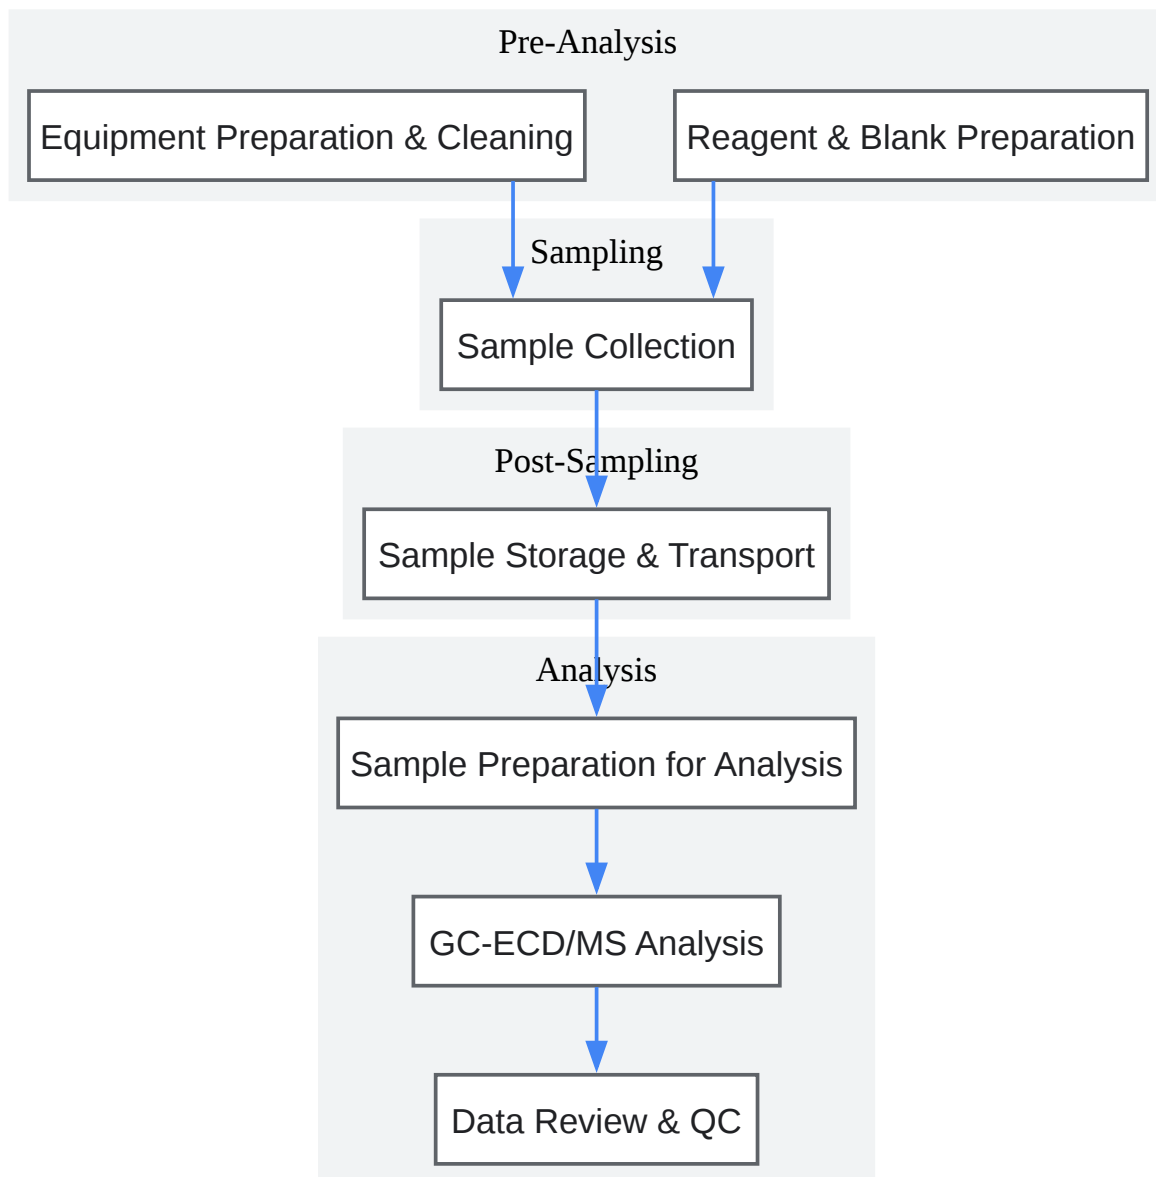 Pre-Analysis
Equipment Preparation & Cleaning
Reagent & Blank Preparation
Sampling
Sample Collection
Post-Sampling
Sample Storage & Transport
Analysis
Sample Preparation for Analysis
GC-ECD/MS Analysis
Data Review & QC